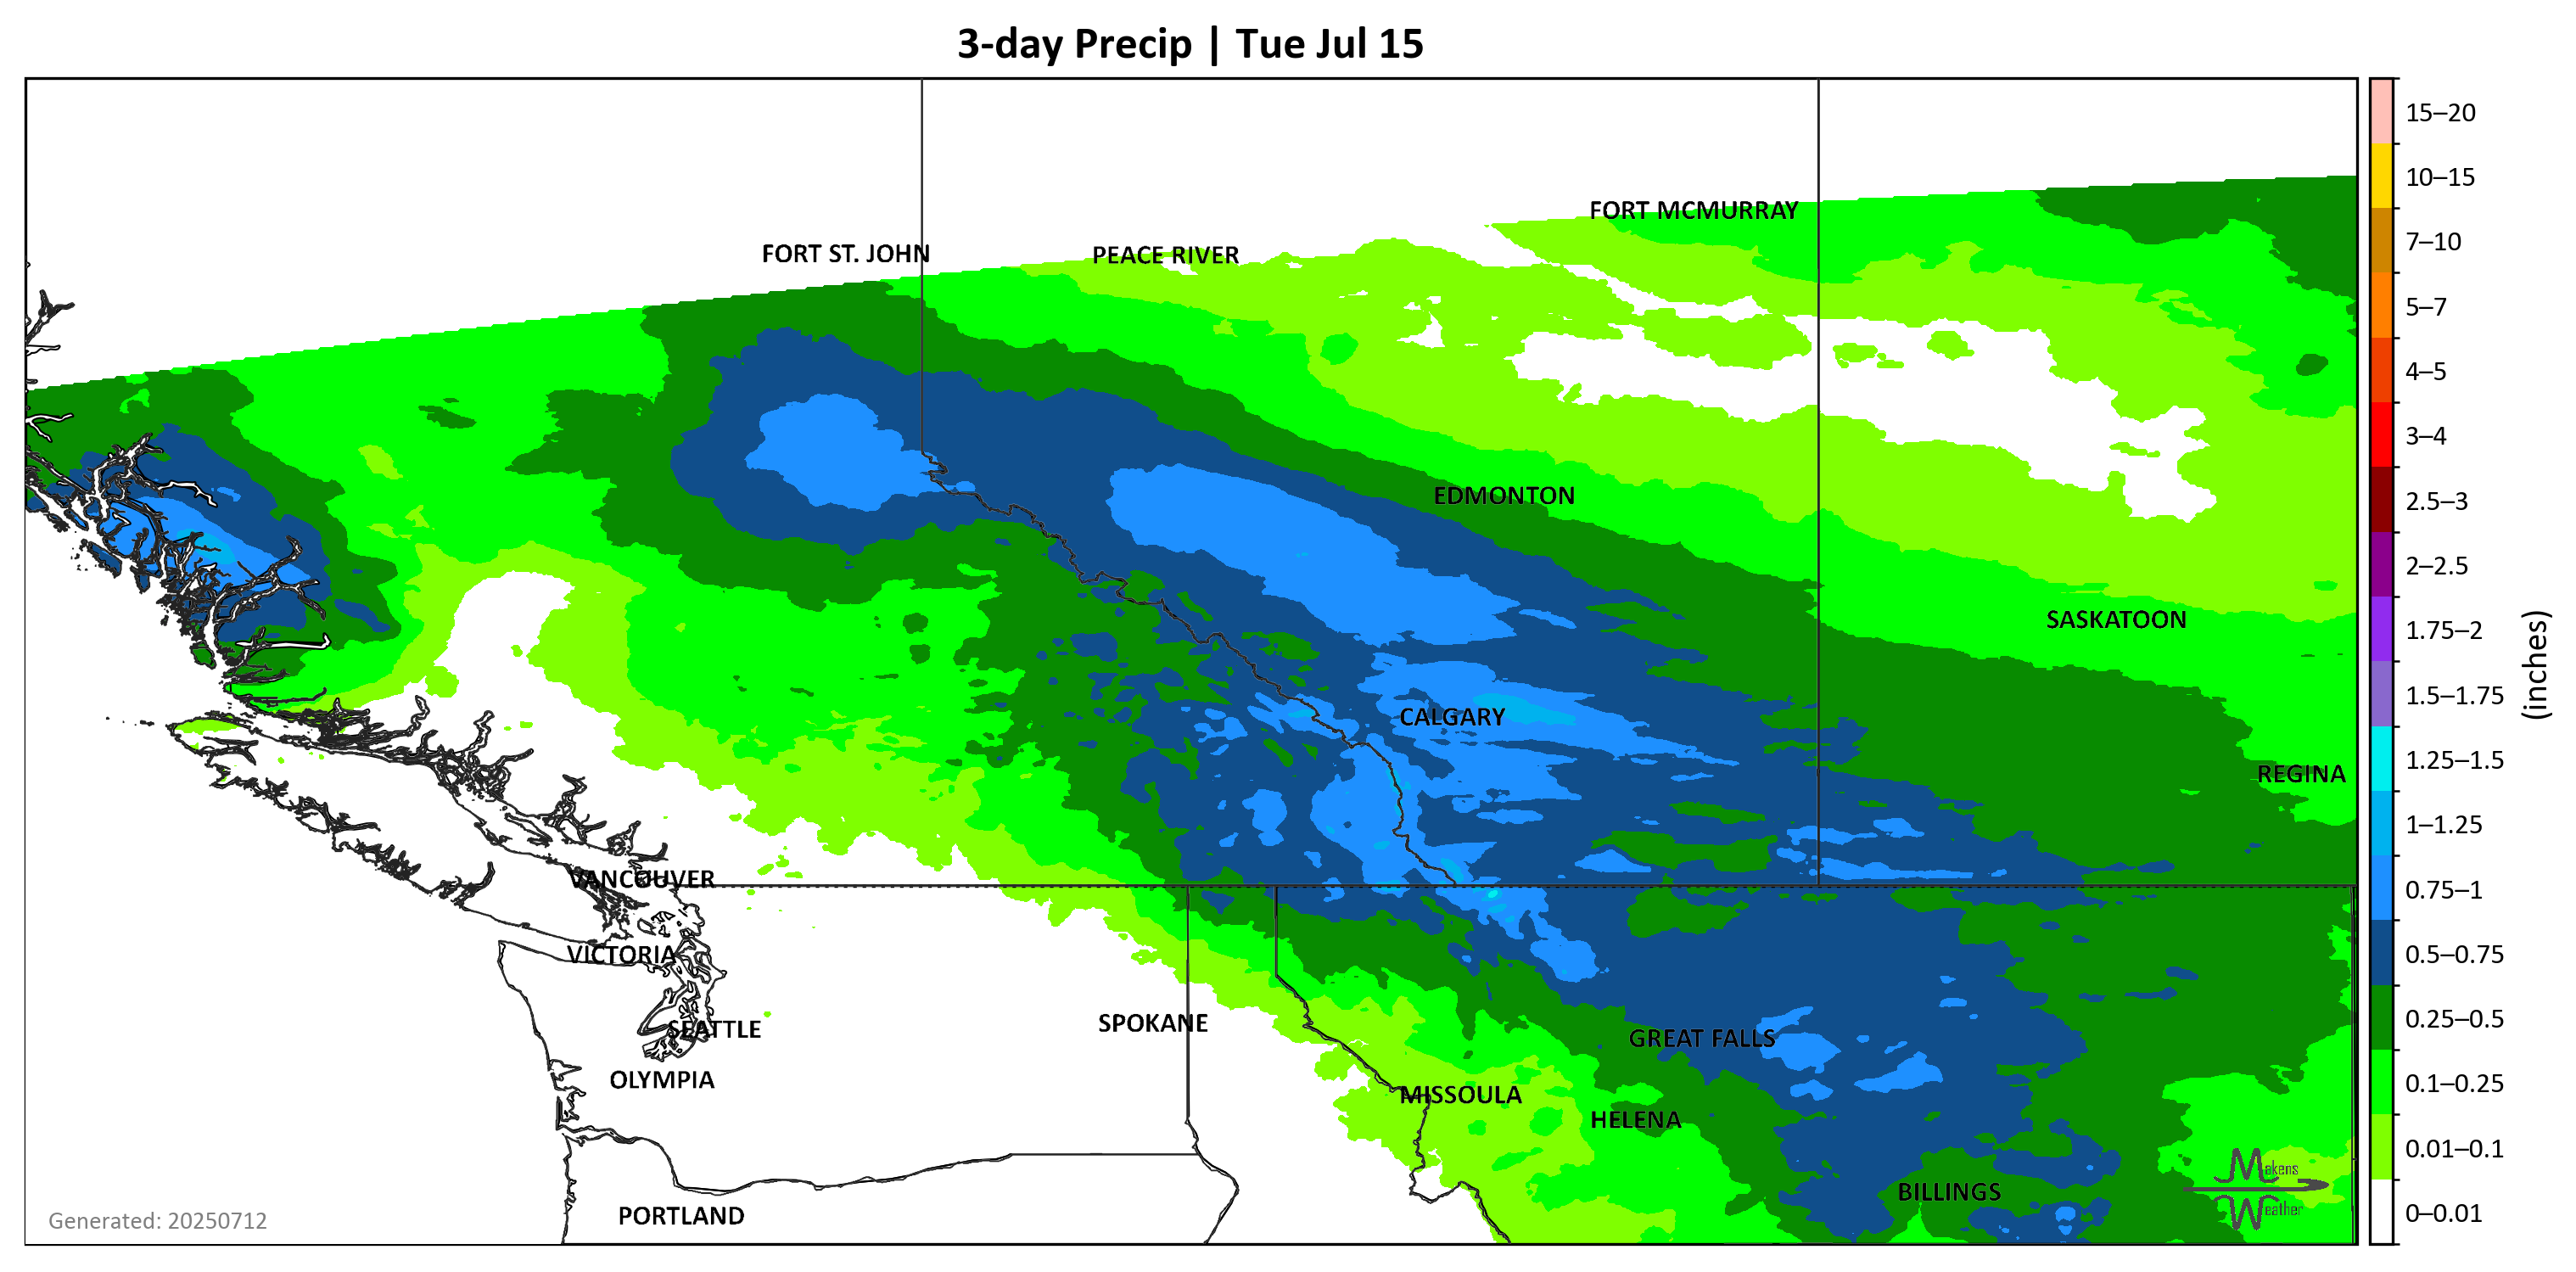 3-day Precip | Tue Jul 15
15–20
10–15
7–10
5–7
4–5
3–4
2.5–3
2–2.5
1.75–2
1.5–1.75
1.25–1.5
1–1.25
0.75–1
0.5–0.75
0.25–0.5
0.1–0.25
0.01–0.1
0–0.01
(inches)
FORT MCMURRAY
FORT ST. JOHN
PEACE RIVER
EDMONTON
SASKATOON
CALGARY
REGINA
VANCOUVER
VICTORIA
SEATTLE
SPOKANE
GREAT FALLS
OLYMPIA
MISSOULA
HELENA
BILLINGS
PORTLAND
Makens
Weather
Generated: 20250712